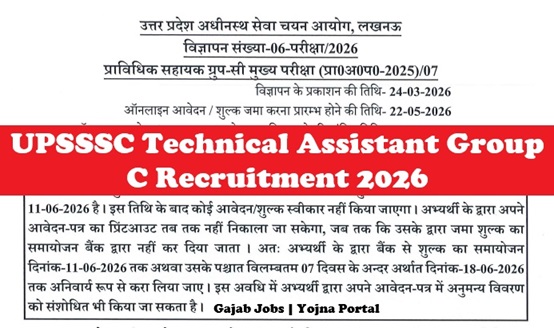 उत्तर प्रदेश अधीनस्थ सेवा चयन आयोग, लखनऊ
विज्ञापन संख्या-06-परीक्षा/2026
प्राविधिक सहायक ग्रुप-सी मुख्य परीक्षा (प्रा0अ0प0-2025)/07
विज्ञापन के प्रकाशन की तिथि- 24-03-2026
ऑनलाइन आवेदन / शुल्क जमा करना प्रारम्भ होने की तिथि- 22-05-2026
UPSSSC Technical Assistant Group
C Recruitment 2026
11-06-2026 है। इस तिथि के बाद कोई आवेदन/शुल्क स्वीकार नहीं किया जाएगा। अभ्यर्थी के द्वारा अपने
आवेदन-पत्र का प्रिंटआउट तब तक नहीं निकाला जा सकेगा, जब तक कि उसके द्वारा जमा शुल्क का
समायोजन बैंक द्वारा नहीं कर दिया जाता । अतः अभ्यर्थी के द्वारा बैंक से शुल्क का समायोजन
दिनांक-11-06-2026 तक अथवा उसके पश्चात विलम्बतम 07 दिवस के अन्दर अर्थात दिनांक-18-06-2026
तक अनिवार्य रूप से करा लिया जाए। इस अवधि में अभ्यर्थी द्वारा अपने आवेदन-पत्र में अनुमन्य विवरण
को संशोधित भी किया जा सकता है।
Gajab Jobs | Yojna Portal